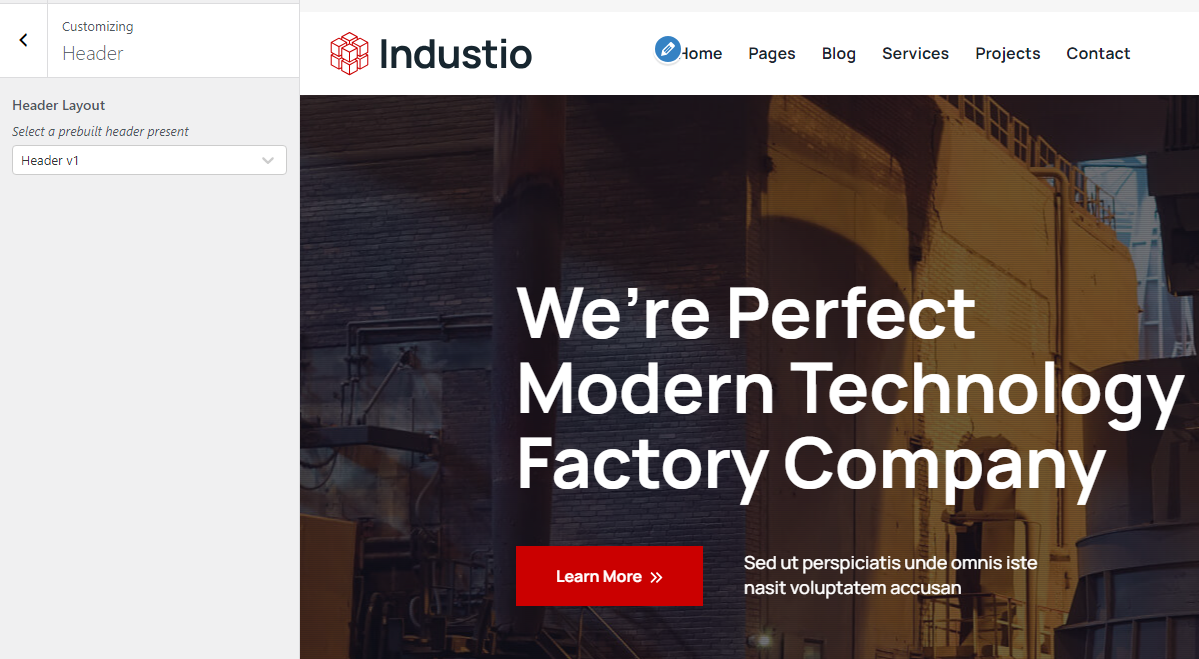 Customizing
Header
Header Layout
Select a prebuilt header present
Header v1
Industio
Home Pages Blog Services Projects Contact
We’re Perfect
Modern Technology
Factory Company
Learn More
Sed ut perspiciatis unde omnis iste
nasit voluptatem accusan